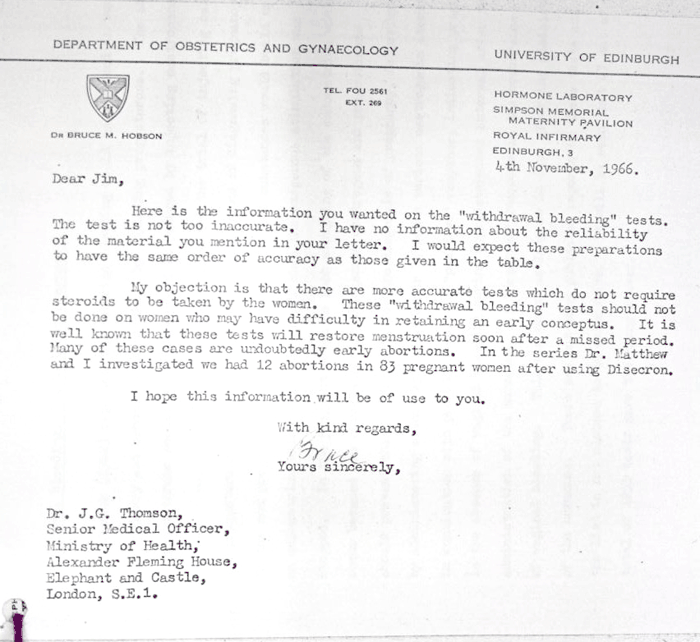 DEPARTMENT OF OBSTETRICS AND GYNAECOLOGY
UNIVERSITY OF EDINBURGH
TEL. FOU 2561
EXT. 269
DR BRUCE M. HOBSON
HORMONE LABORATORY
SIMPSON MEMORIAL
MATERNITY PAVILION
ROYAL INFIRMARY
EDINBURGH, 3
4th November, 1966.
Dear Jim,
Here is the information you wanted on the "withdrawal bleeding" tests.
The test is not too inaccurate. I have no information about the reliability
of the material you mention in your letter. I would expect these preparations
to have the same order of accuracy as those given in the table.
My objection is that there are more accurate tests which do not require
steroids to be taken by the women. These "withdrawal bleeding" tests should not
be done on women who may have difficulty in retaining an early conceptus. It is
well known that these tests will restore menstruation soon after a missed period.
Many of these cases are undoubtedly early abortions. In the series Dr. Matthew
and I investigated we had 12 abortions in 83 pregnant women after using Disecron.
I hope this information will be of use to you.
With kind regards,
Bruce
Yours sincerely,
Dr. J.G. Thomson,
Senior Medical Officer,
Ministry of Health,
Alexander Fleming House,
Elephant and Castle,
London, S.E.1.